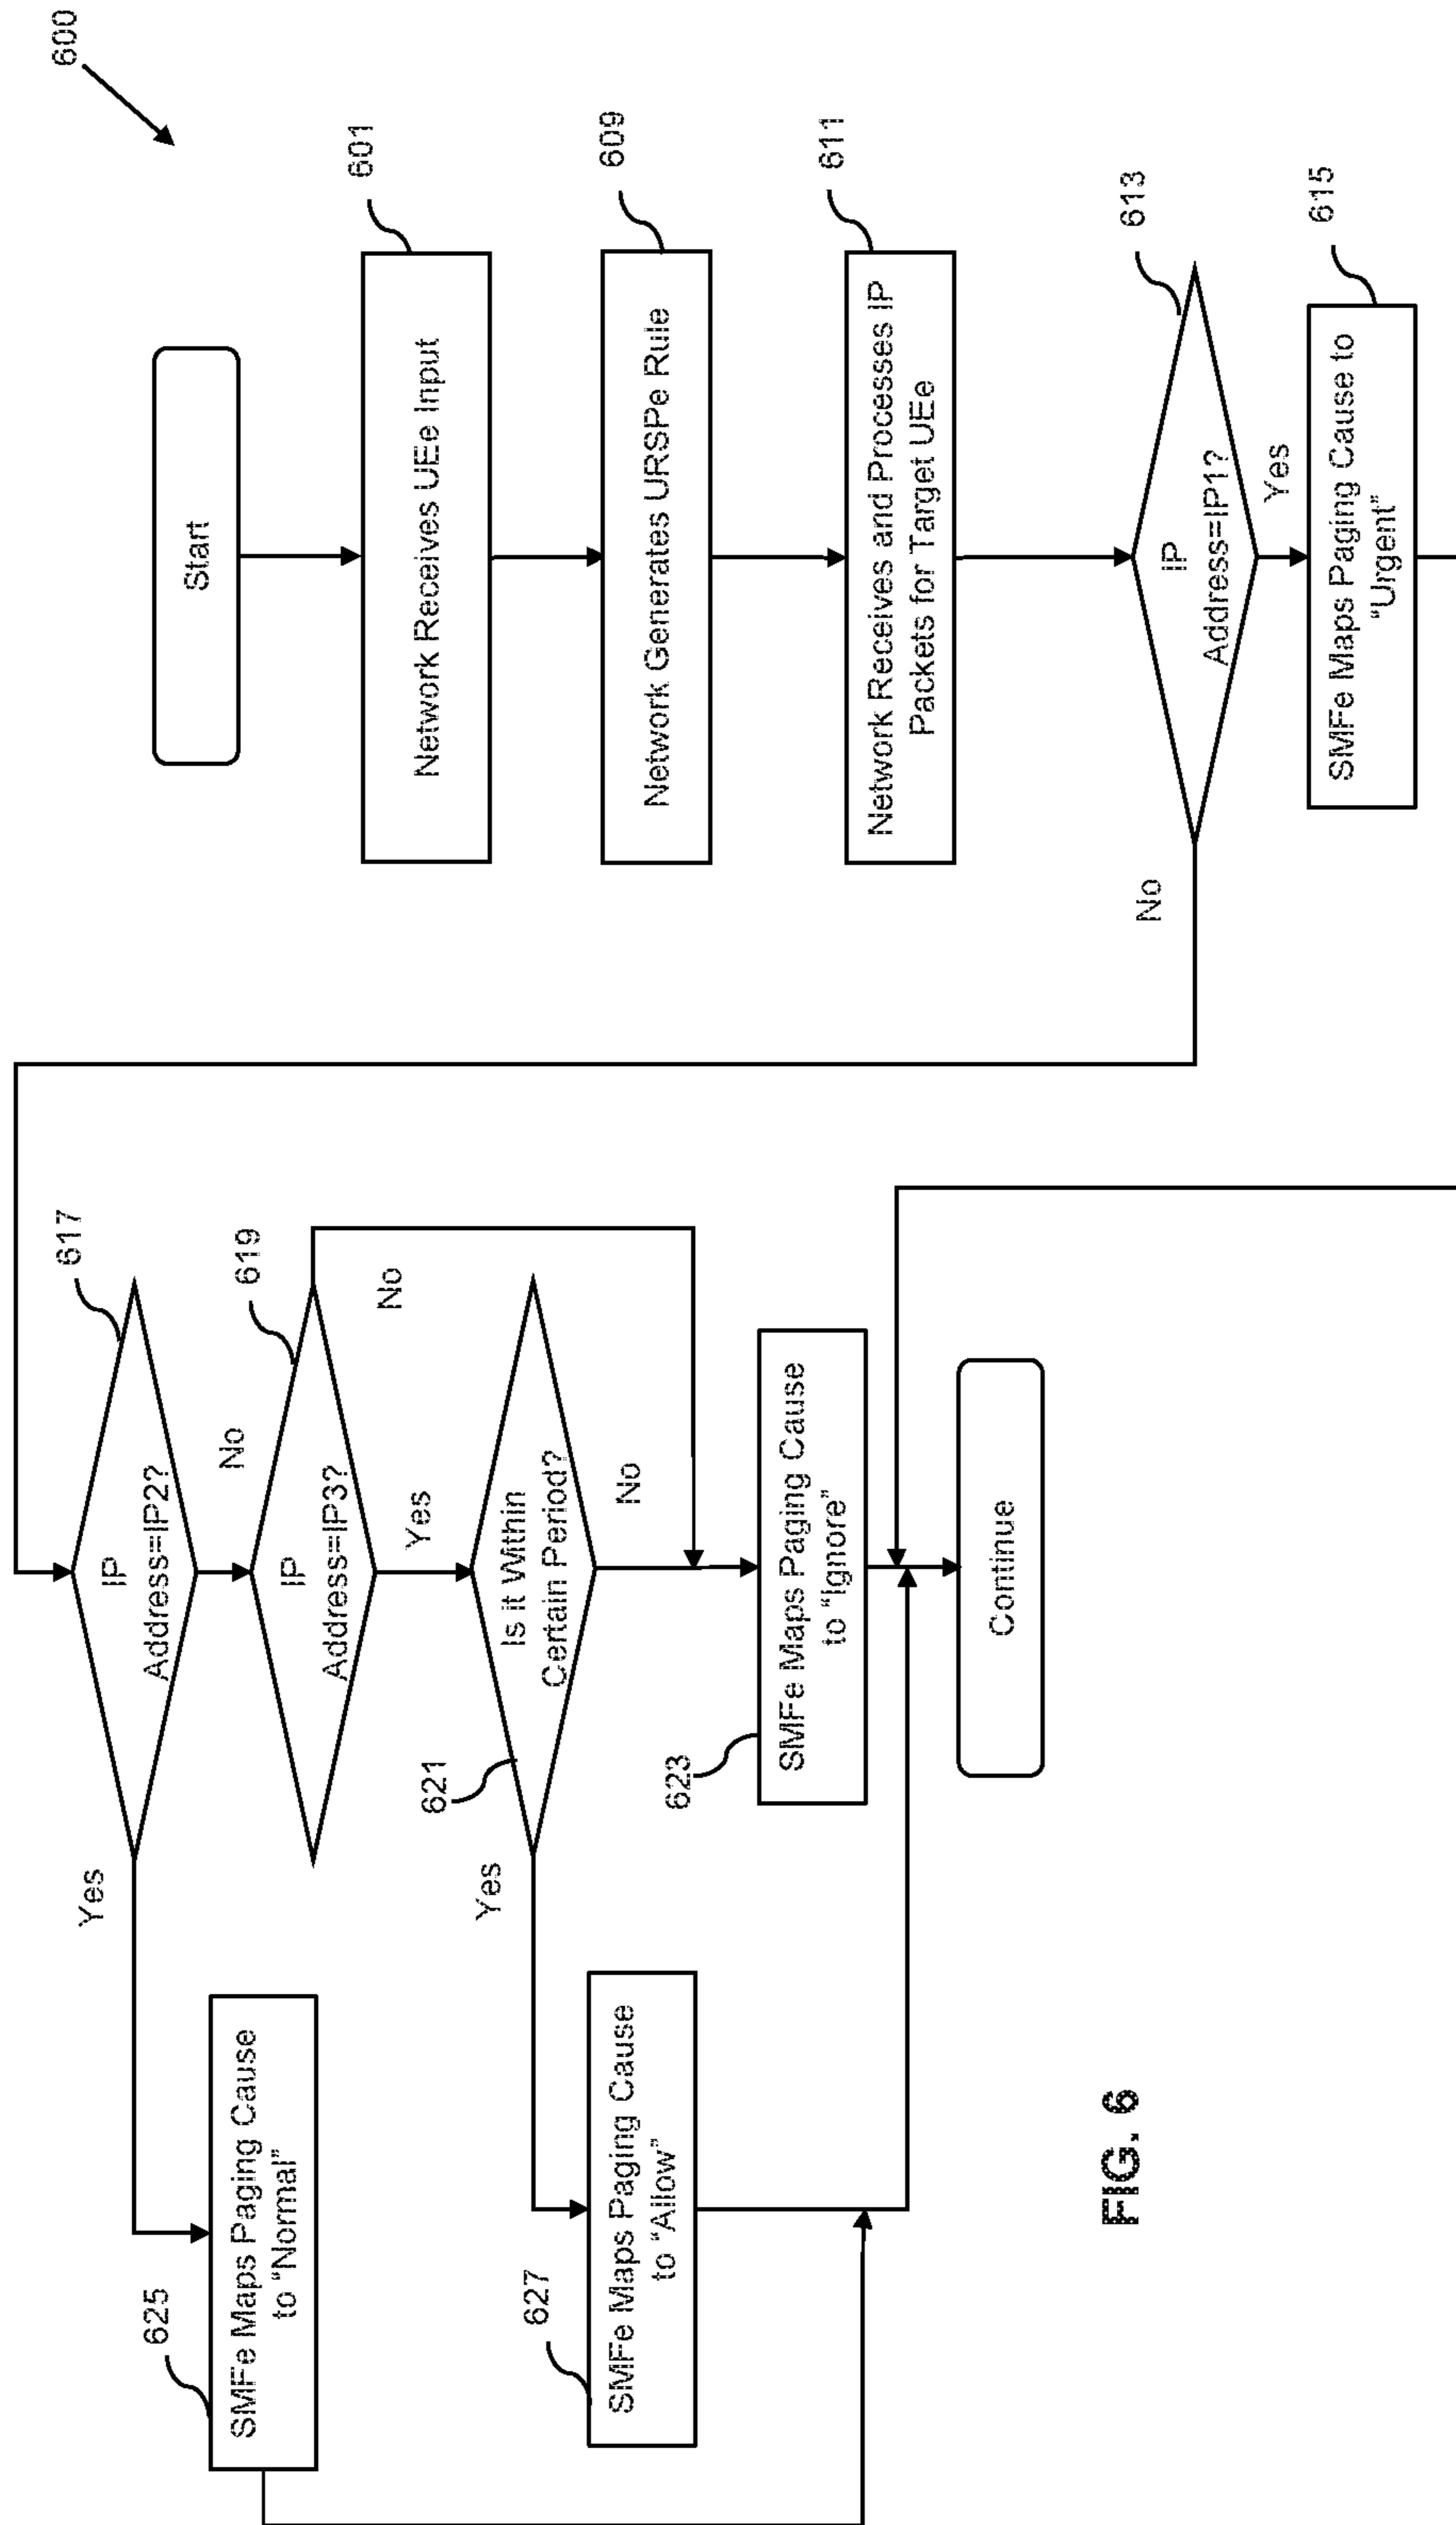 600
Start
601
Network Receives UEe Input
609
Network Generates URSPe Rule
611
Network Receives and Processes IP
Packets for Target UEe
613
IP
Address=IP1?
No
Yes
615
SMFe Maps Paging Cause to
"Urgent"
617
IP
Address=IP2?
Yes
No
619
IP
Address=IP3?
No
Yes
621
Is it Within
Certain Period?
Yes
No
623
SMFe Maps Paging Cause
to "Ignore"
625
SMFe Maps Paging Cause
to "Normal"
627
SMFe Maps Paging Cause
to "Allow"
Continue
FIG. 6